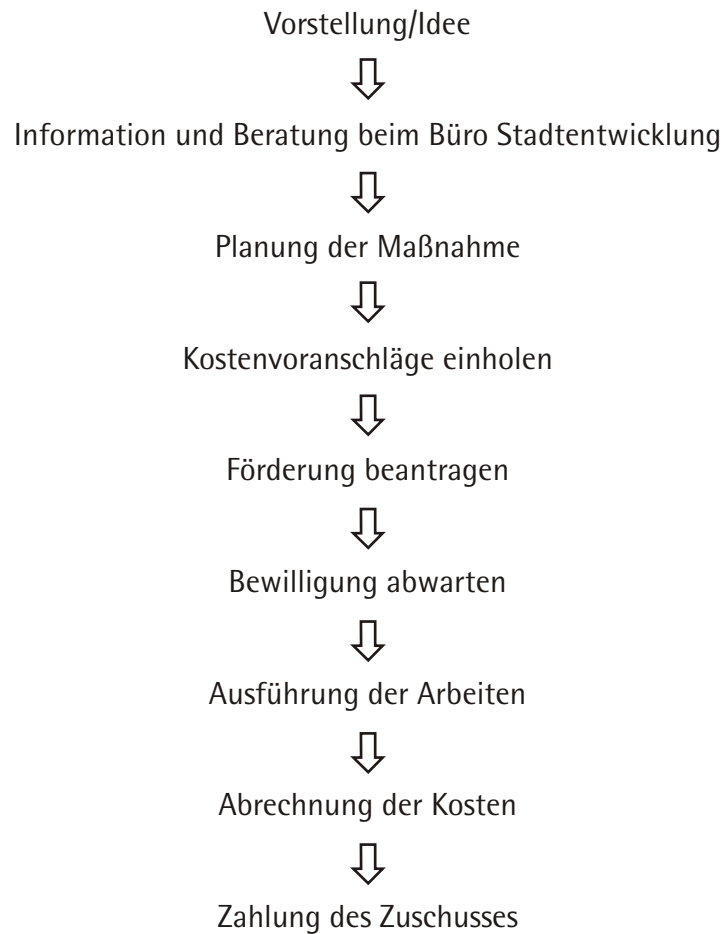 Vorstellung/Idee
Information und Beratung beim Büro Stadtentwicklung
Planung der Maßnahme
Kostenvoranschläge einholen
Förderung beantragen
Bewilligung abwarten
Ausführung der Arbeiten
Abrechnung der Kosten
Zahlung des Zuschusses